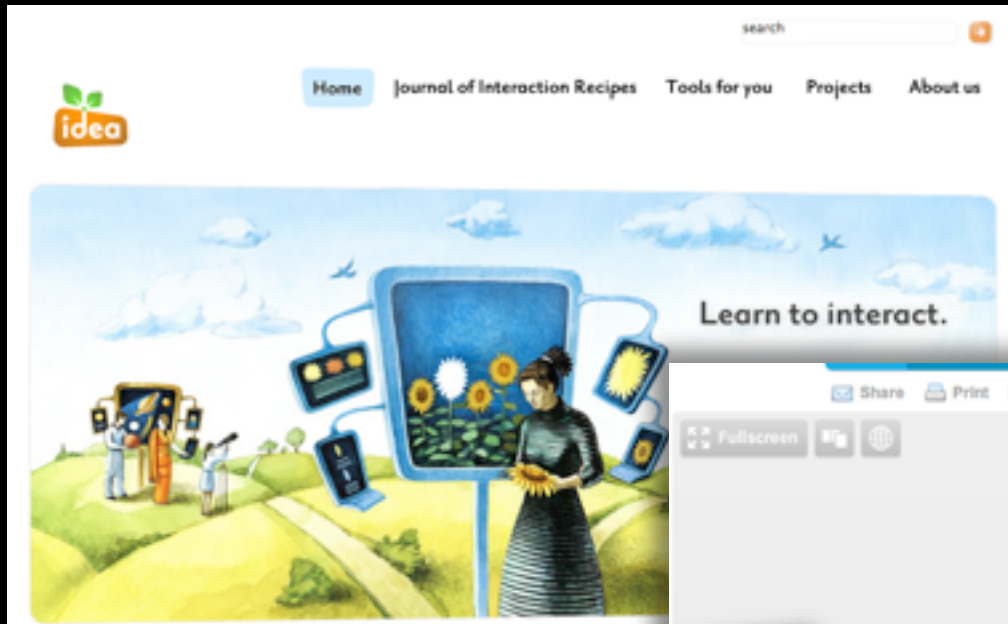 search
idea
Home Journal of Interaction Recipes Tools for you Projects About us
Learn to interact.
Share Print
Fullscreen